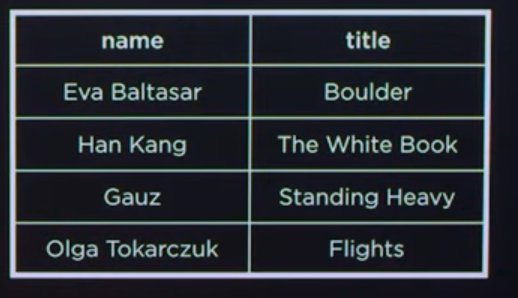 name title
Eva Baltasar Boulder
Han Kang The White Book
Gauz Standing Heavy
Olga Tokarczuk Flights